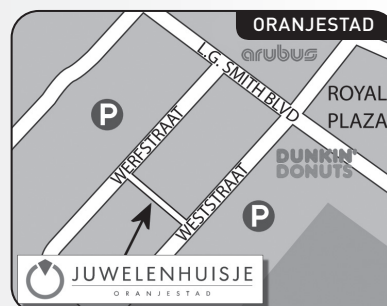 ORANJESTAD
arubus
L.G. SMITH BLVD
ROYAL
PLAZA
P
WERFSTRAAT
DUNKIN'
DONUTS
WESTSTRAAT
P
JUWELENHUISJE
ORANJESTAD